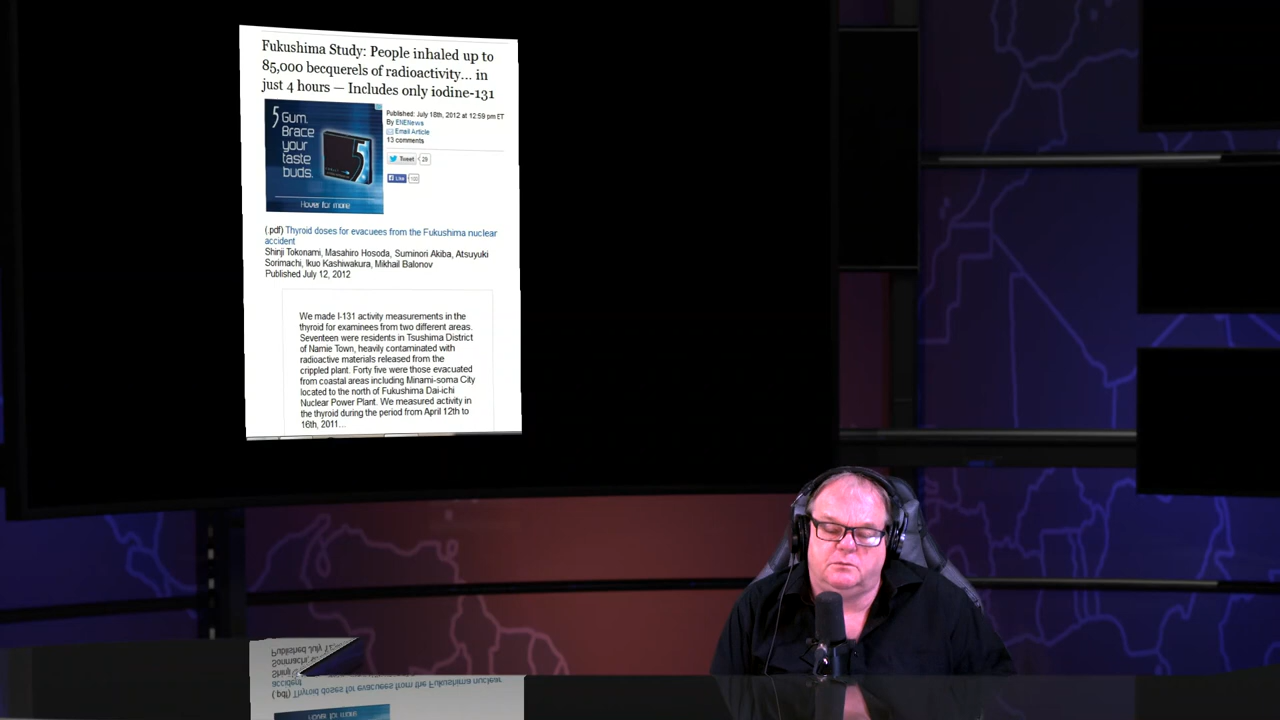 Fukushima Study: People inhaled up to
85,000 becquerels of radioactivity... in
just 4 hours — Includes only iodine-131
5 Gum.
Brace
your
taste
buds.
5
Hover for more
Published: July 18th, 2012 at 12:59 pm ET
By ENENews
Email Article
13 comments
Tweet 28
Like 100
(.pdf) Thyroid doses for evacuees from the Fukushima nuclear
accident
Shinji Tokonami, Masahiro Hosoda, Suminori Akiba, Atsuyuki
Sorimachi, Ikuo Kashiwakura, Mikhail Balonov
Published July 12, 2012
We made I-131 activity measurements in the
thyroid for examinees from two different areas.
Seventeen were residents in Tsushima District
of Namie Town, heavily contaminated with
radioactive materials released from the
crippled plant. Forty five were those evacuated
from coastal areas including Minami-soma City
located to the north of Fukushima Dai-ichi
Nuclear Power Plant. We measured activity in
the thyroid during the period from April 12th to
16th, 2011...